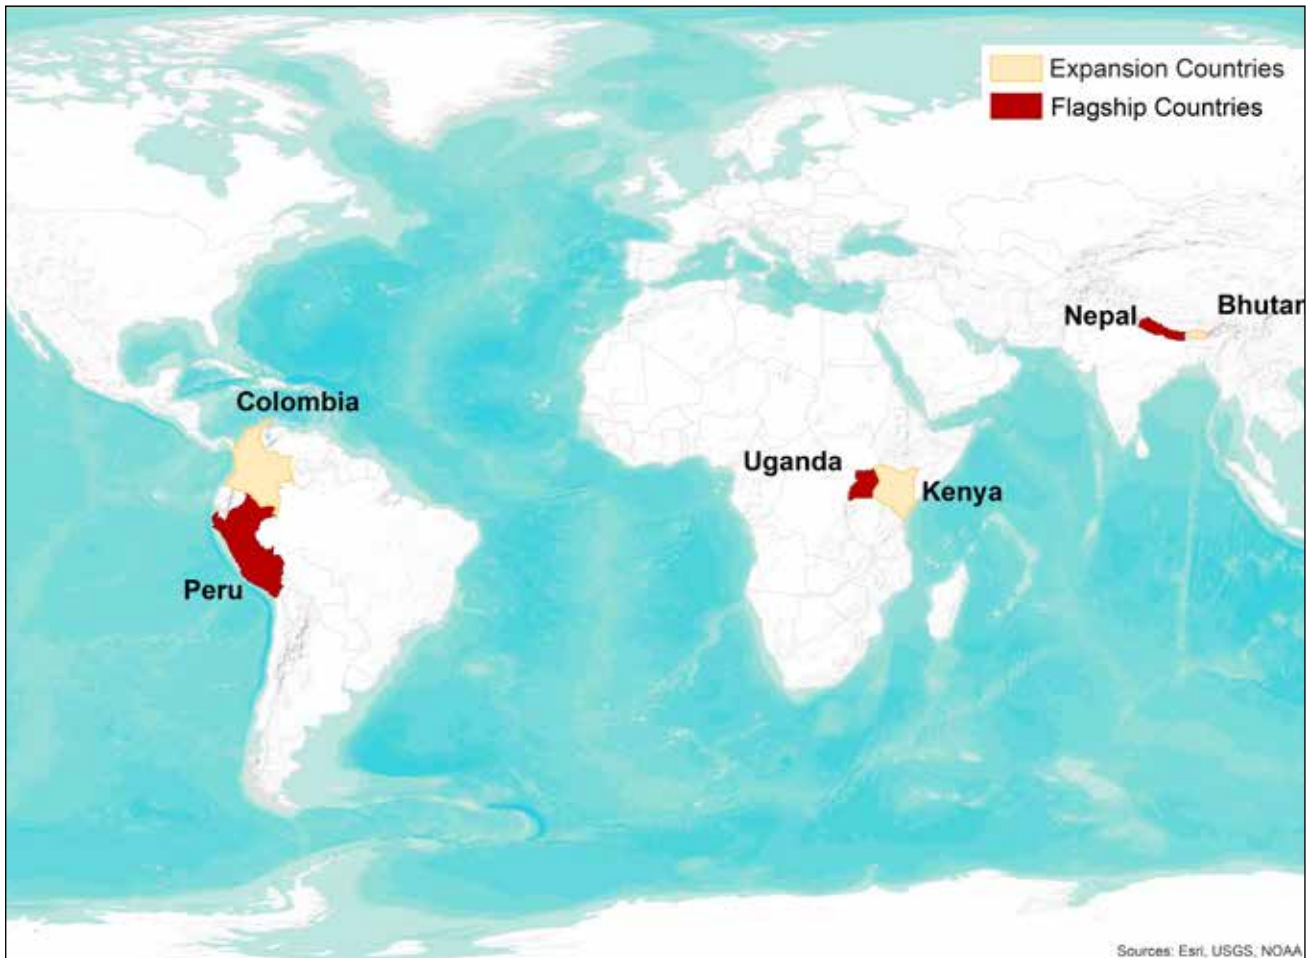 Expansion Countries
Flagship Countries
Bhutan
Nepal
Colombia
Uganda
Kenya
Peru
Sources: Esri, USGS, NOAA